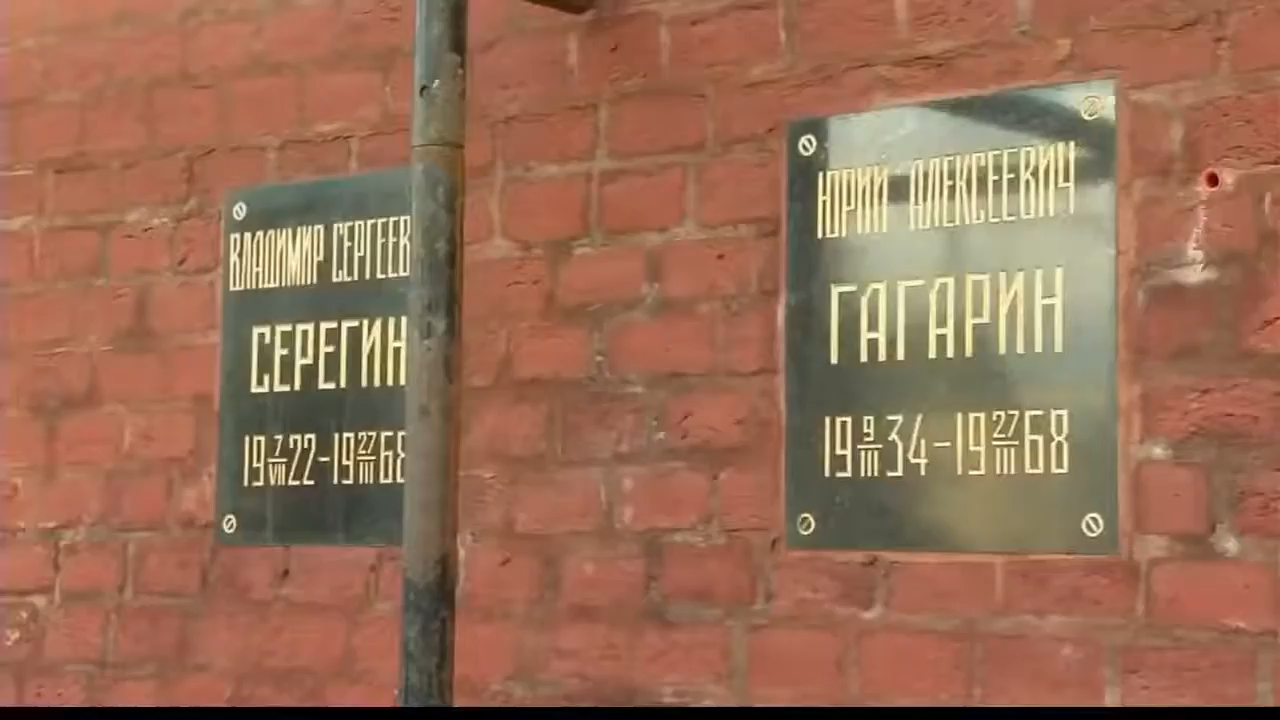 ВЛАДИМИР СЕРГЕЕВ
СЕРЕГИН
19 7/VII 22-19 27/III 68
ЮРИЙ АЛЕКСЕЕВИЧ
ГАГАРИН
19 9/III 34-19 27/III 68